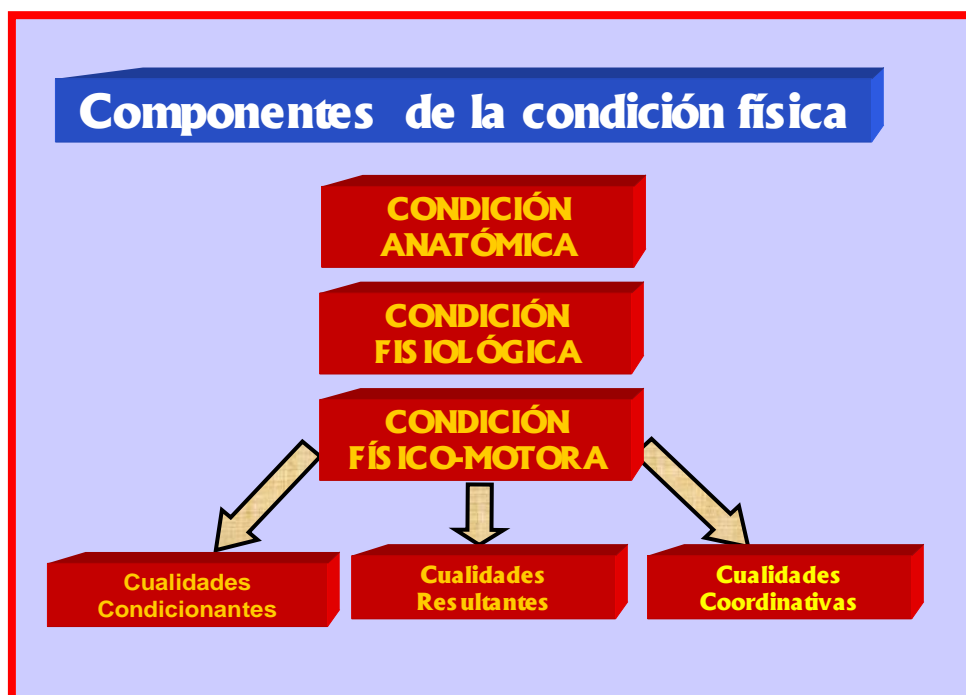 Componentes de la condición física
CONDICIÓN
ANATÓMICA
CONDICIÓN
FISIOLÓGICA
CONDICIÓN
FÍSICO-MOTORA
Cualidades
Condicionantes
Cualidades
Resultantes
Cualidades
Coordinativas